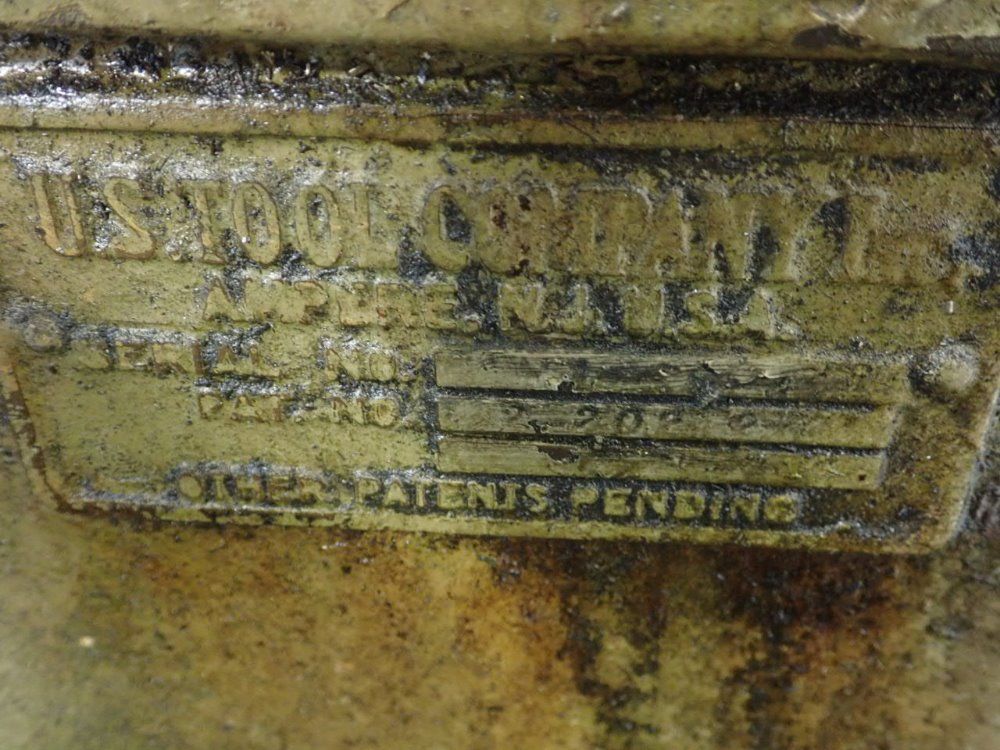 U.S. TOOL COMPANY I
AMPERE, N.J. U.S.A.
SERIAL NO.
PAT. NO.
OTHER PATENTS PENDING